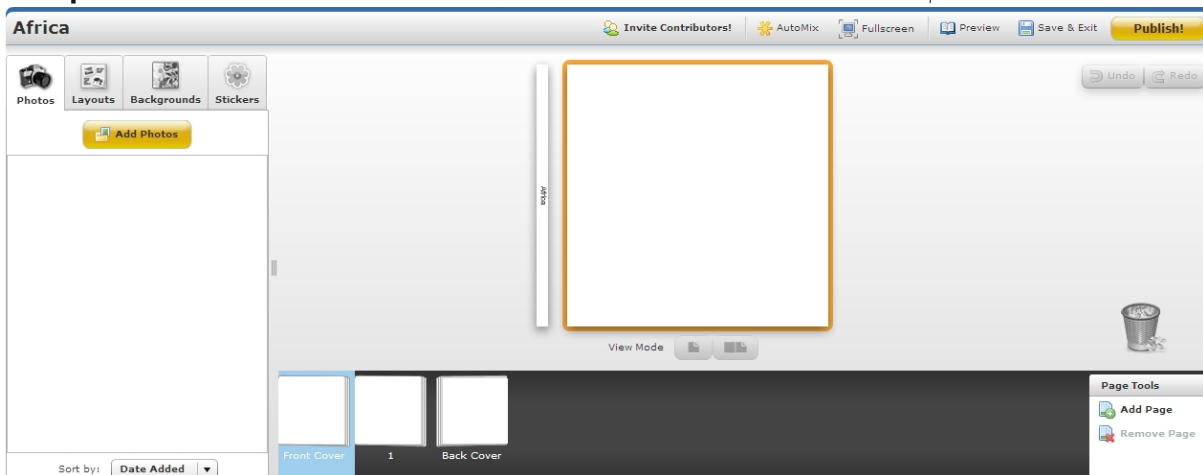 Africa
Invite Contributors!
AutoMix
Fullscreen
Preview
Save & Exit
Publish!
Photos
Layouts
Backgrounds
Stickers
Add Photos
Undo
Redo
Africa
View Mode
Front Cover
1
Back Cover
Page Tools
Add Page
Remove Page
Sort by: Date Added